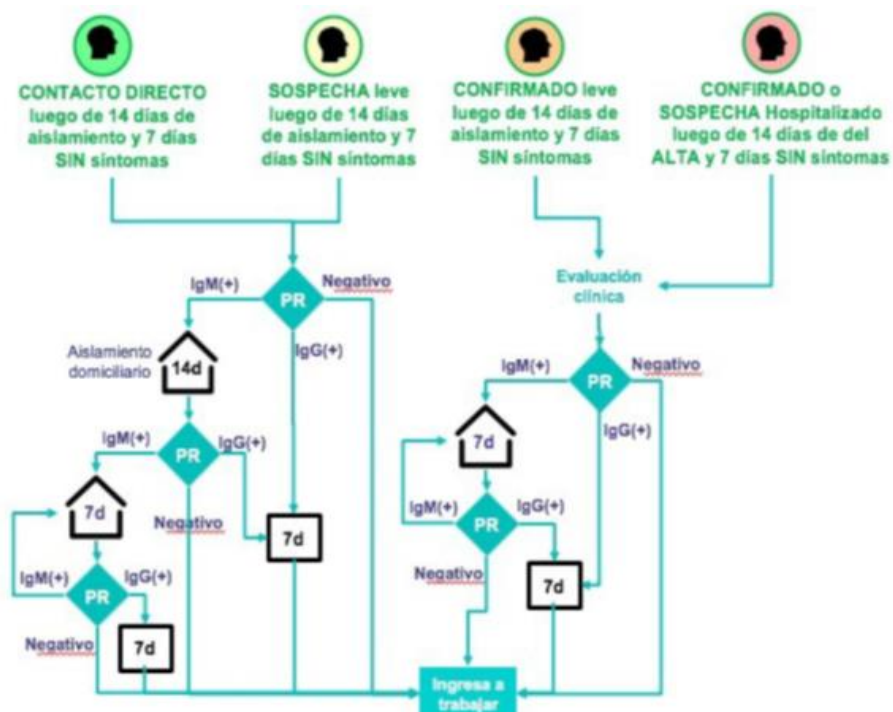 CONTACTO DIRECTO
luego de 14 días de
aislamiento y 7 días
SIN síntomas
SOSPECHA leve
luego de 14 días
de aislamiento y 7
días SIN síntomas
CONFIRMADO leve
luego de 14 días de
aislamiento y 7 días
SIN síntomas
CONFIRMADO o
SOSPECHA Hospitalizado
luego de 14 días de del
ALTA y 7 días SIN síntomas
IgM(+)
PR
Negativo
IgG(+)
Aislamiento
domiciliario
14d
IgM(+)
PR
IgG(+)
Negativo
7d
7d
IgM(+)
PR
IgG(+)
Negativo
7d
Evaluación
clínica
IgM(+)
PR
Negativo
IgG(+)
7d
IgM(+)
PR
IgG(+)
Negativo
7d
Ingresa a
trabajar